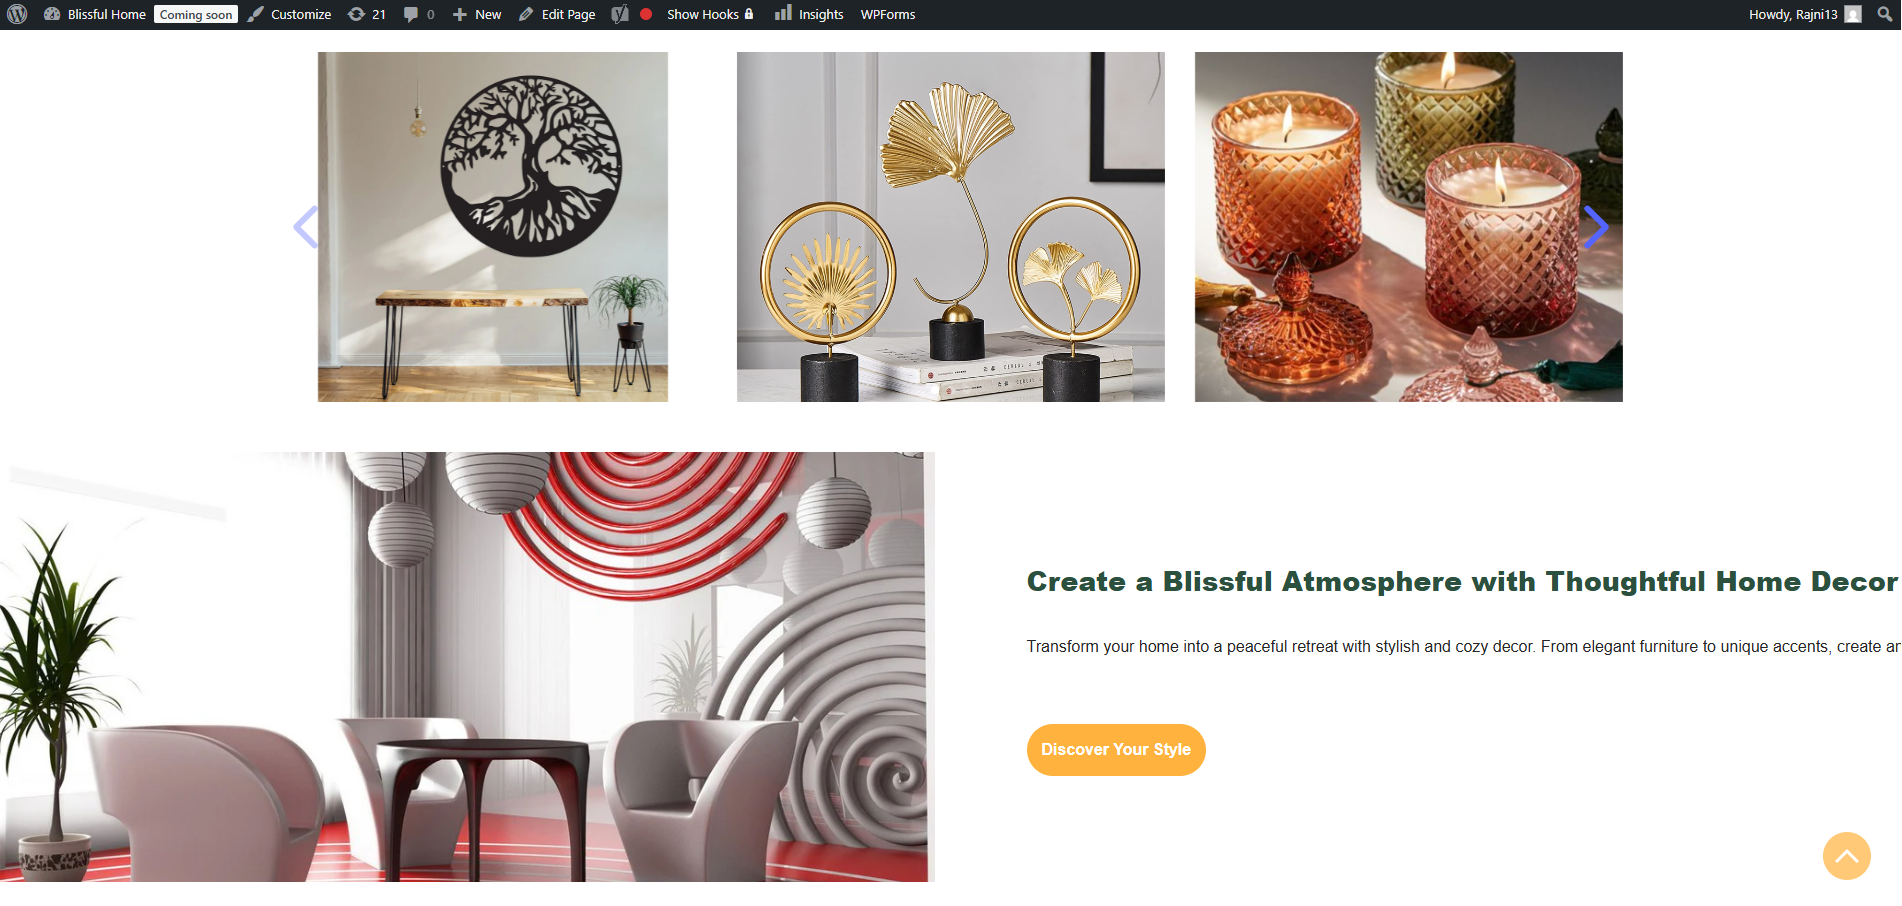 Blissful Home Coming soon Customize 21 0 New Edit Page Show Hooks Insights WPForms Howdy, Rajni13
Create a Blissful Atmosphere with Thoughtful Home Decor
Transform your home into a peaceful retreat with stylish and cozy decor. From elegant furniture to unique accents, create
Discover Your Style